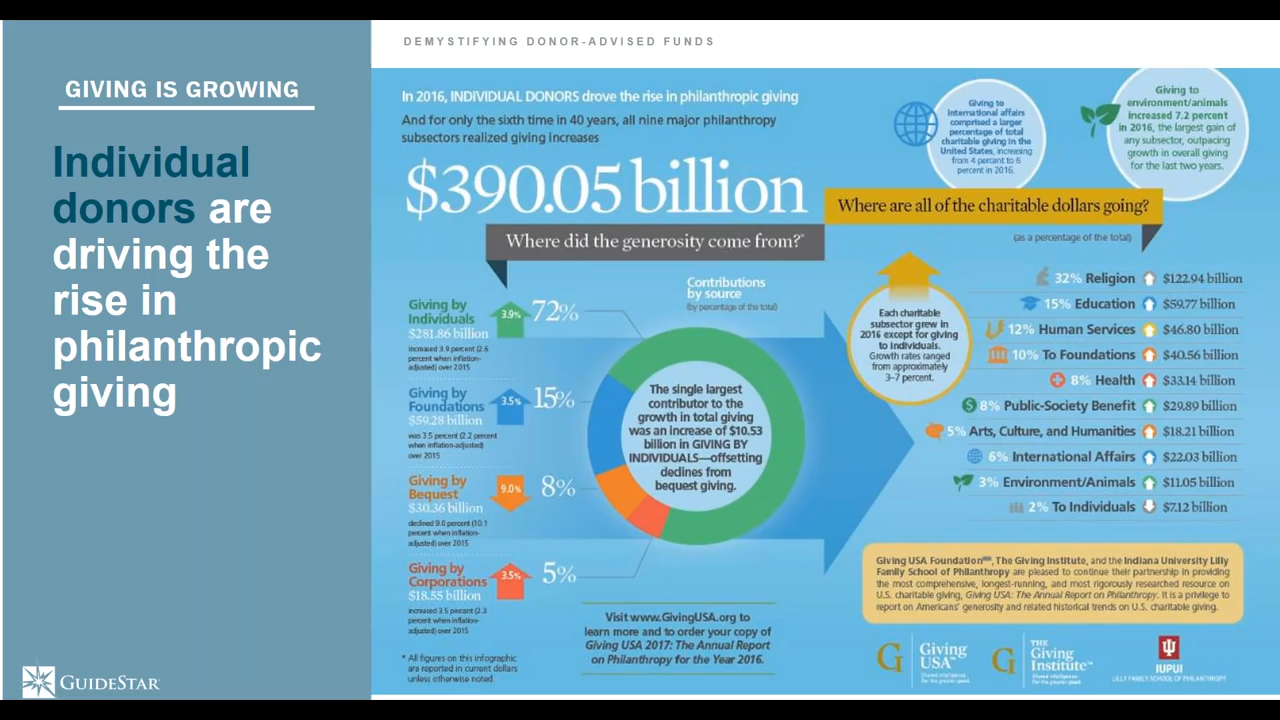 DEMYSTIFYING DONOR-ADVISED FUNDS
GIVING IS GROWING
Individual
donors are
driving the
rise in
philanthropic
giving
GUIDESTAR
In 2016, INDIVIDUAL DONORS drove the rise in philanthropic giving
And for only the sixth time in 40 years, all nine major philanthropy
subsectors realized giving increases
$390.05 billion
Where did the generosity come from?*
Contributions
by source
(by percentage of the total)
Giving by
Individuals
$281.86 billion
increased 3.9 percent (2.6
percent when inflation-
adjusted) over 2015
3.9%
72%
Giving by
Foundations
$59.28 billion
was 3.5 percent (2.2 percent
when inflation-adjusted)
over 2015
3.5%
15%
Giving by
Bequest
$30.36 billion
declined 9.0 percent (10.1
percent when inflation-
adjusted) over 2015
9.0%
8%
Giving by
Corporations
$18.55 billion
increased 3.5 percent (2.3
percent when inflation-
adjusted) over 2015
3.5%
5%
The single largest
contributor to the
growth in total giving
was an increase of $10.53
billion in GIVING BY
INDIVIDUALS—offsetting
declines from
bequest giving.
* All figures on this infographic
are reported in current dollars
unless otherwise noted.
Visit www.GivingUSA.org to
learn more and to order your copy of
Giving USA 2017: The Annual Report
on Philanthropy for the Year 2016.
Giving to
international affairs
comprised a larger
percentage of total
charitable giving in the
United States, increasing
from 4 percent to 6
percent in 2016.
Giving to
environment/animals
increased 7.2 percent
in 2016, the largest gain of
any subsector, outpacing
growth in overall giving
for the last two years.
Where are all of the charitable dollars going?
(as a percentage of the total)
Each charitable
subsector grew in
2016 except for giving
to individuals.
Growth rates ranged
from approximately
3–7 percent.
32% Religion $122.94 billion
15% Education $59.77 billion
12% Human Services $46.80 billion
10% To Foundations $40.56 billion
8% Health $33.14 billion
8% Public-Society Benefit $29.89 billion
5% Arts, Culture, and Humanities $18.21 billion
6% International Affairs $22.03 billion
3% Environment/Animals $11.05 billion
2% To Individuals $7.12 billion
Giving USA Foundation, The Giving Institute, and the Indiana University Lilly
Family School of Philanthropy are pleased to continue their partnership in providing
the most comprehensive, longest-running, and most rigorously researched resource on
U.S. charitable giving, Giving USA: The Annual Report on Philanthropy. It is a privilege to
report on Americans' generosity and related historical trends on U.S. charitable giving.
G
Giving
USA™
Shared intelligence.
For the greater good.
G
THE
Giving
Institute™
Shared intelligence.
For the greater good.
IUPUI
LILLY FAMILY SCHOOL OF PHILANTHROPY